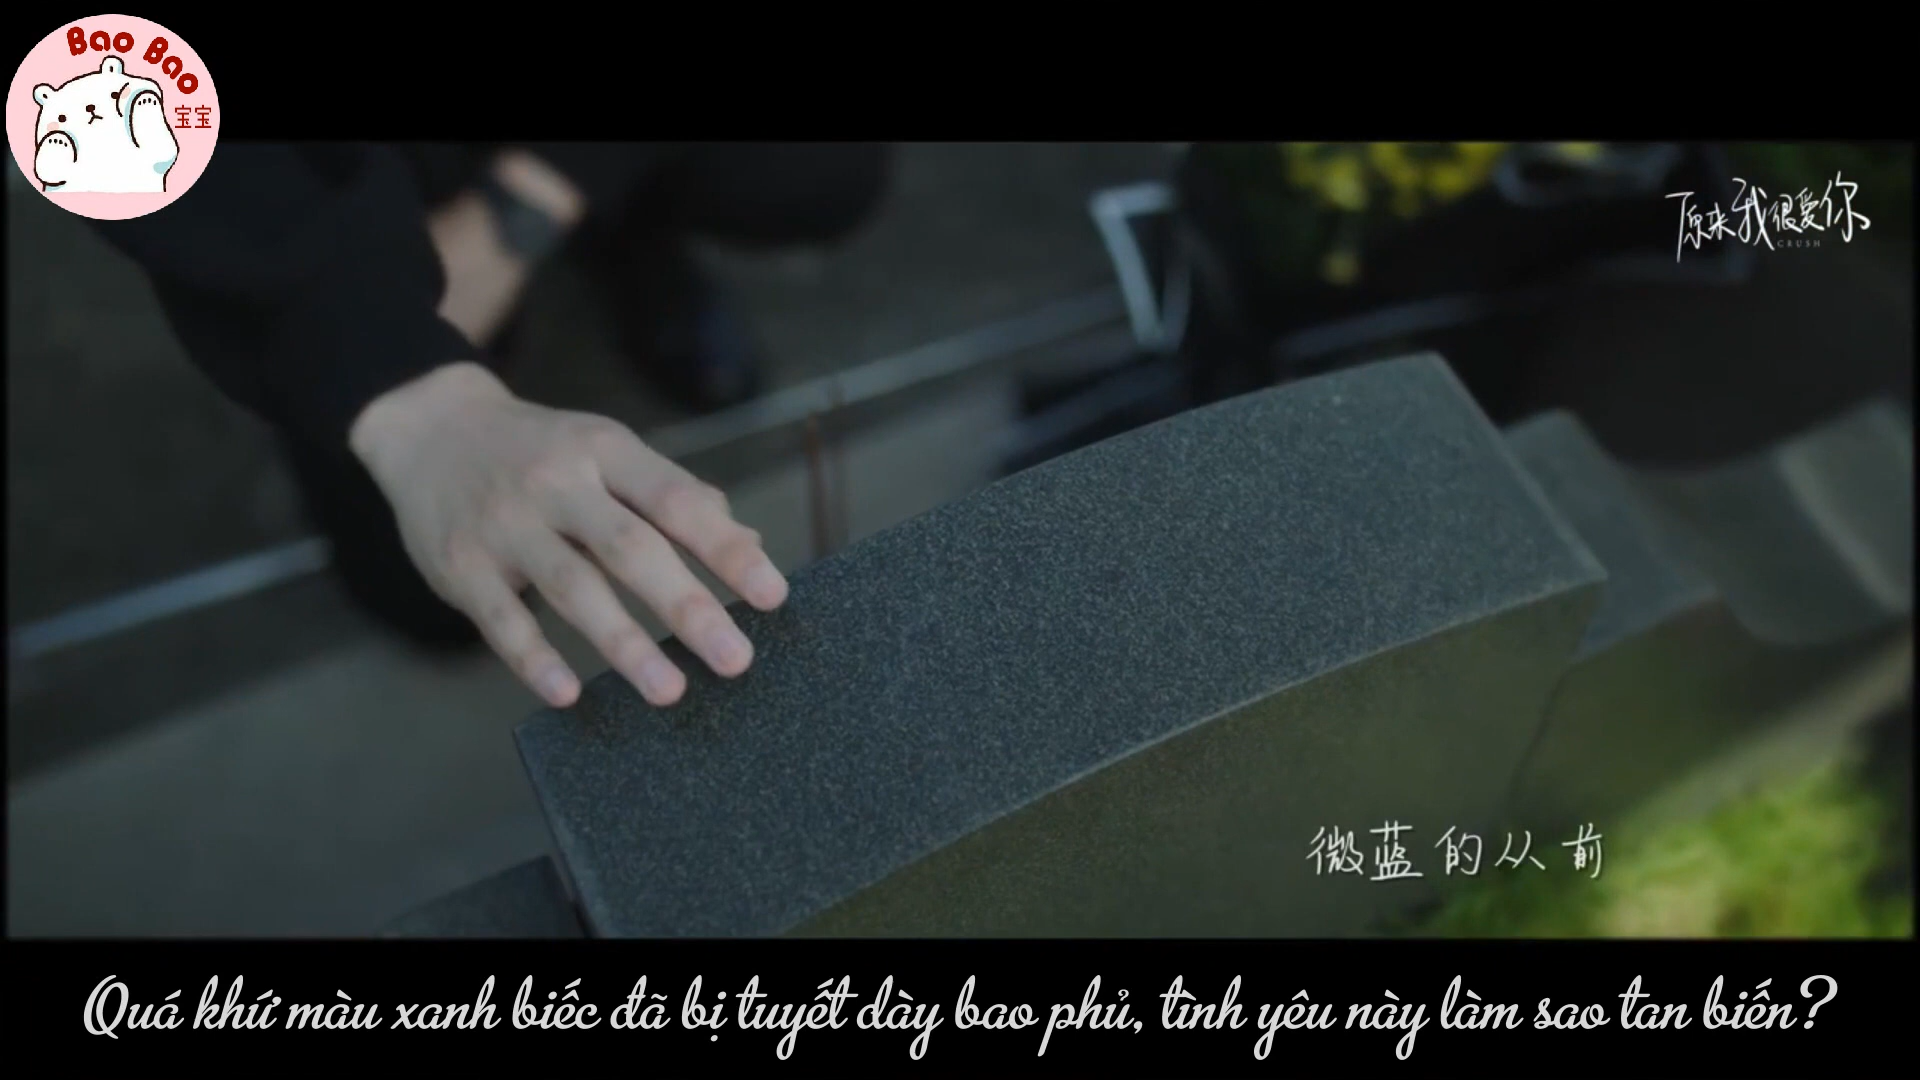 Bao Bao
宝宝
原来我很爱你
CRUSH
微蓝的从前
Quá khứ màu xanh biếc đã bị tuyết dày bao phủ, tình yêu này làm sao tan biến?